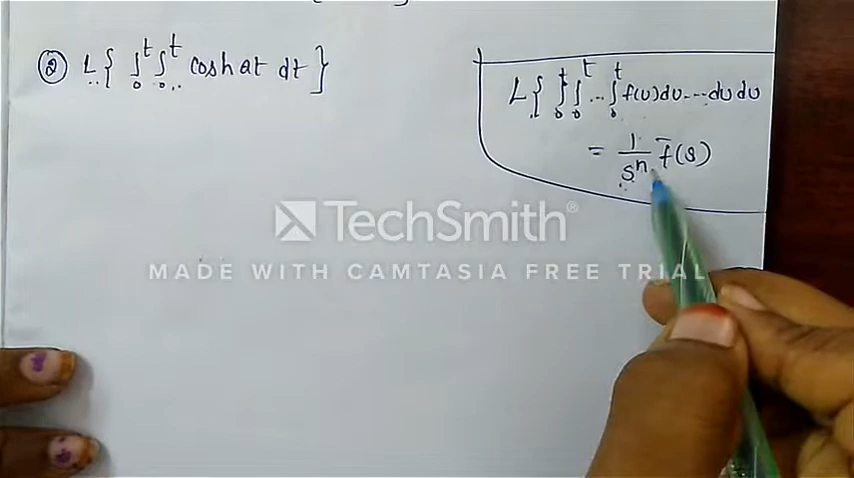 ② L{ ∫₀ᵗ ∫₀ᵗ cosh at dt }
L{ ∫₀ᵗ ∫₀ᵗ ... ∫₀ᵗ f(u)du---du du
= 1/sⁿ f̄(s)
TechSmith®
MADE WITH CAMTASIA FREE TRIAL